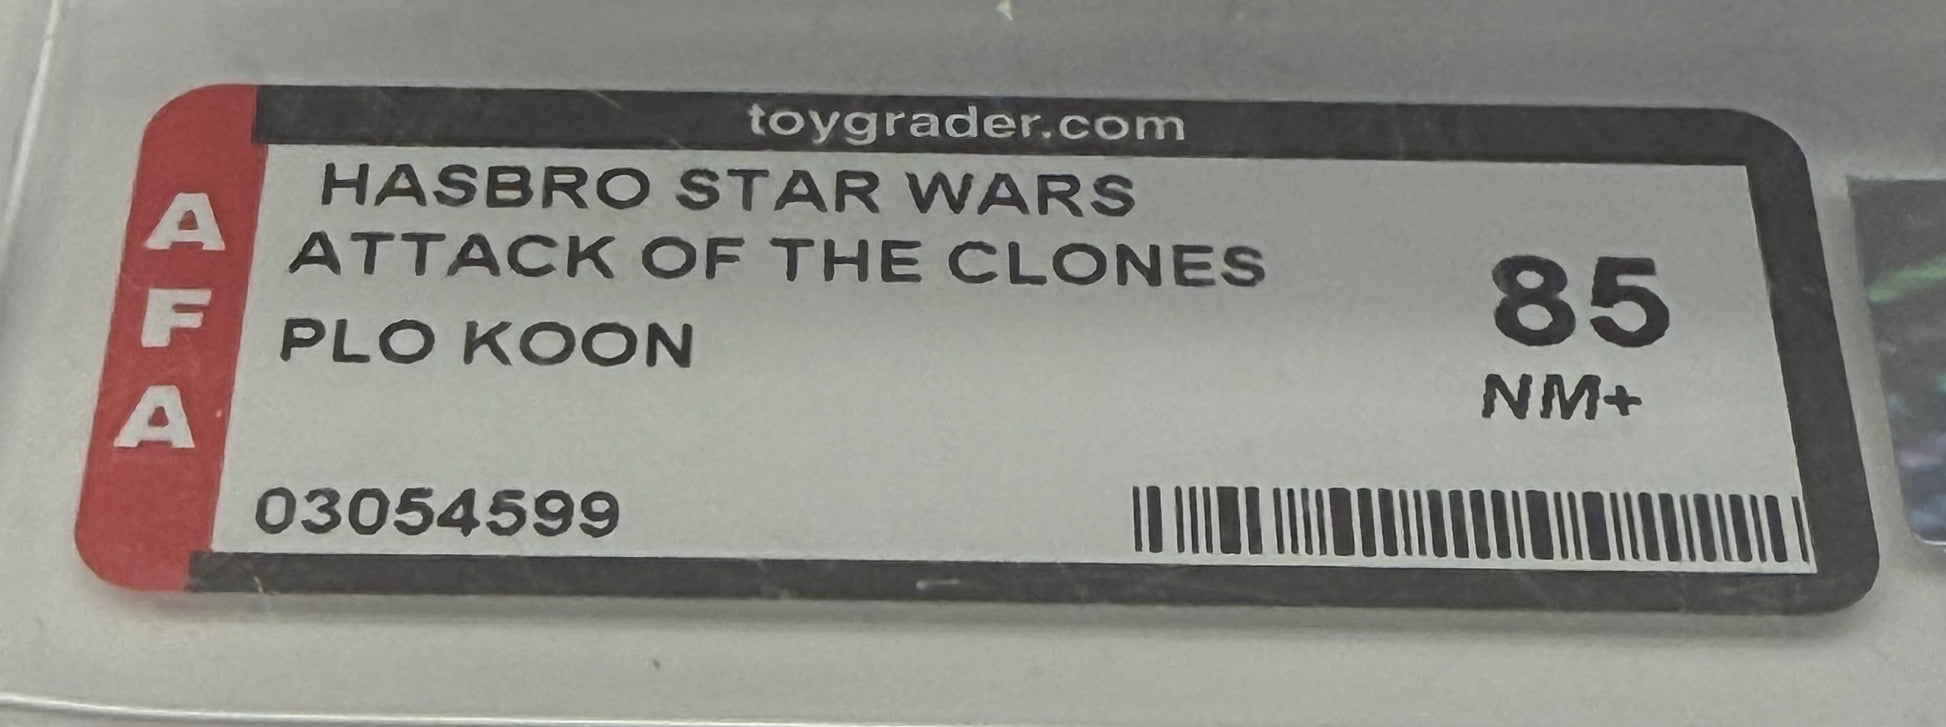 toygrader.com
AFA
HASBRO STAR WARS
ATTACK OF THE CLONES
PLO KOON
85
NM+
03054599